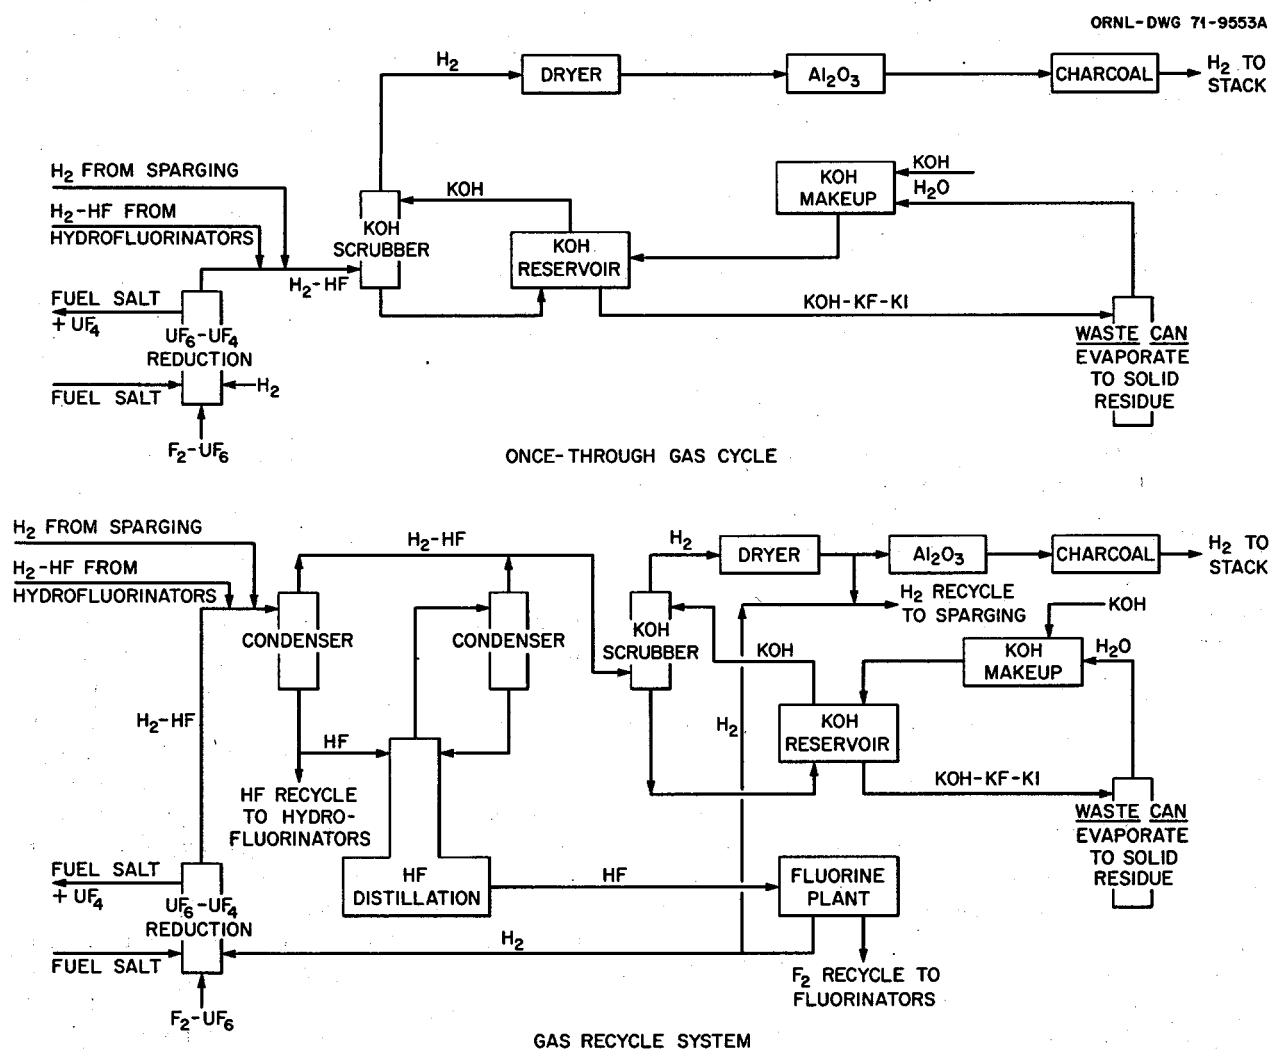 ORNL-DWG 71-9553A
H2
DRYER
Al2O3
CHARCOAL
H2 TO
STACK
H2 FROM SPARGING
H2-HF FROM
HYDROFLUORINATORS
KOH
KOH
SCRUBBER
KOH
RESERVOIR
KOH
MAKEUP
KOH
H2O
H2-HF
FUEL SALT
+ UF4
UF6-UF4
REDUCTION
FUEL SALT
H2
F2-UF6
KOH-KF-KI
WASTE CAN
EVAPORATE
TO SOLID
RESIDUE
ONCE-THROUGH GAS CYCLE
H2 FROM SPARGING
H2-HF FROM
HYDROFLUORINATORS
H2-HF
H2
DRYER
Al2O3
CHARCOAL
H2 TO
STACK
H2 RECYCLE
TO SPARGING
CONDENSER
CONDENSER
KOH
SCRUBBER
KOH
KOH
MAKEUP
KOH
H2O
H2-HF
HF
H2
KOH
RESERVOIR
KOH-KF-KI
HF RECYCLE
TO HYDRO-
FLUORINATORS
WASTE CAN
EVAPORATE
TO SOLID
RESIDUE
FUEL SALT
+ UF4
UF6-UF4
REDUCTION
FUEL SALT
F2-UF6
HF
DISTILLATION
HF
FLUORINE
PLANT
H2
F2 RECYCLE TO
FLUORINATORS
GAS RECYCLE SYSTEM